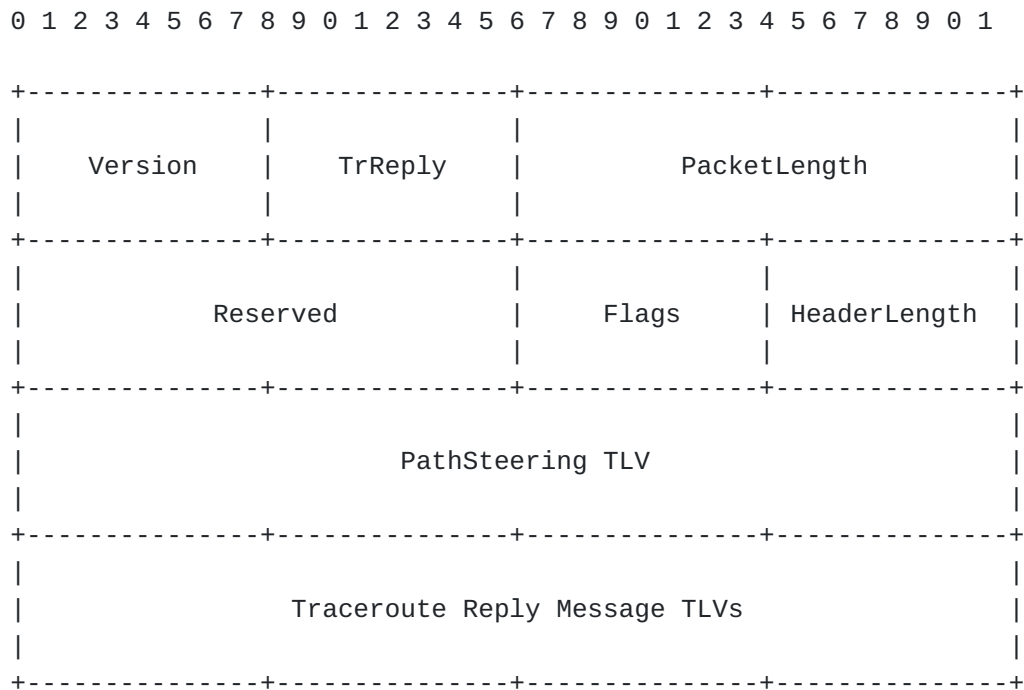 0 1 2 3 4 5 6 7 8 9 0 1 2 3 4 5 6 7 8 9 0 1 2 3 4 5 6 7 8 9 0 1
Version TrReply PacketLength
Reserved Flags HeaderLength
PathSteering TLV
Traceroute Reply Message TLVs